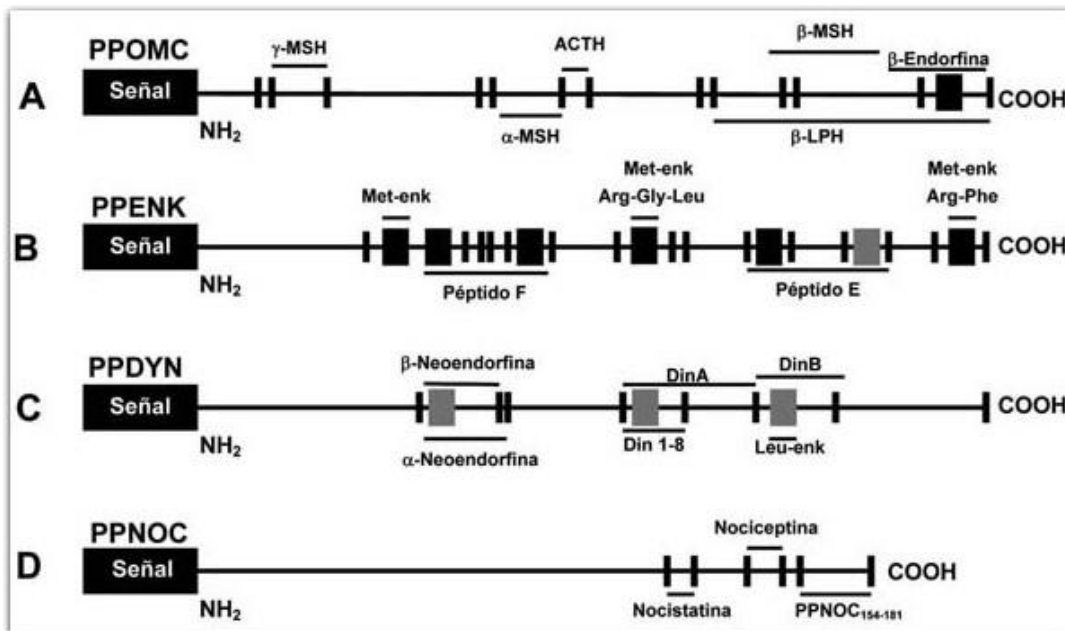 PPOMC
γ-MSH
ACTH
β-MSH
β-Endorfina
A
Señal
COOH
NH₂
α-MSH
β-LPH
PPENK
Met-enk
Met-enk
Arg-Gly-Leu
Met-enk
Arg-Phe
B
Señal
COOH
NH₂
Péptido F
Péptido E
PPDYN
β-Neoendorfina
DinA
DinB
C
Señal
COOH
NH₂
α-Neoendorfina
Din 1-8
Leu-enk
PPNOC
Nociceptina
D
Señal
COOH
NH₂
Nocistatina
PPNOC₁₅₄₋₁₈₁